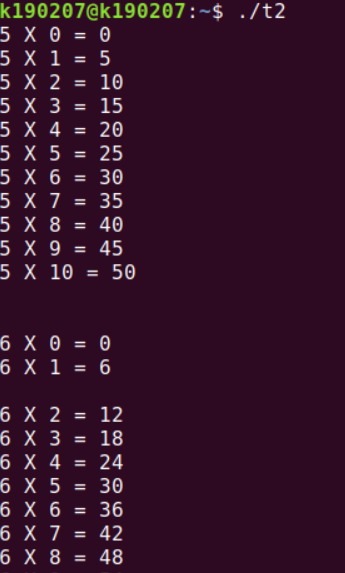 k190207@k190207:~$ ./t2
5 X 0 = 0
5 X 1 = 5
5 X 2 = 10
5 X 3 = 15
5 X 4 = 20
5 X 5 = 25
5 X 6 = 30
5 X 7 = 35
5 X 8 = 40
5 X 9 = 45
5 X 10 = 50
6 X 0 = 0
6 X 1 = 6
6 X 2 = 12
6 X 3 = 18
6 X 4 = 24
6 X 5 = 30
6 X 6 = 36
6 X 7 = 42
6 X 8 = 48